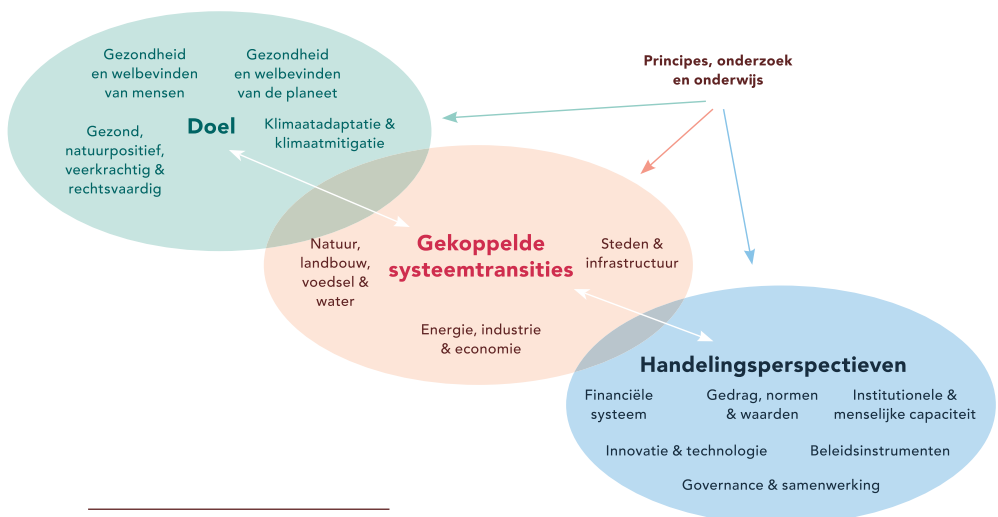 Gezondheid
en welbevinden
van mensen
Gezondheid
en welbevinden
van de planeet
Doel
Gezond,
natuurpositief,
veerkrachtig &
rechtsvaardig
Klimaatadaptatie &
klimaatmitigatie
Principes, onderzoek
en onderwijs
Natuur,
landbouw,
voedsel &
water
Gekoppelde
systeemtransities
Steden &
infrastructuur
Energie, industrie
& economie
Handelingsperspectieven
Financiële
systeem
Gedrag, normen
& waarden
Institutionele &
menselijke capaciteit
Innovatie & technologie
Beleidsinstrumenten
Governance & samenwerking